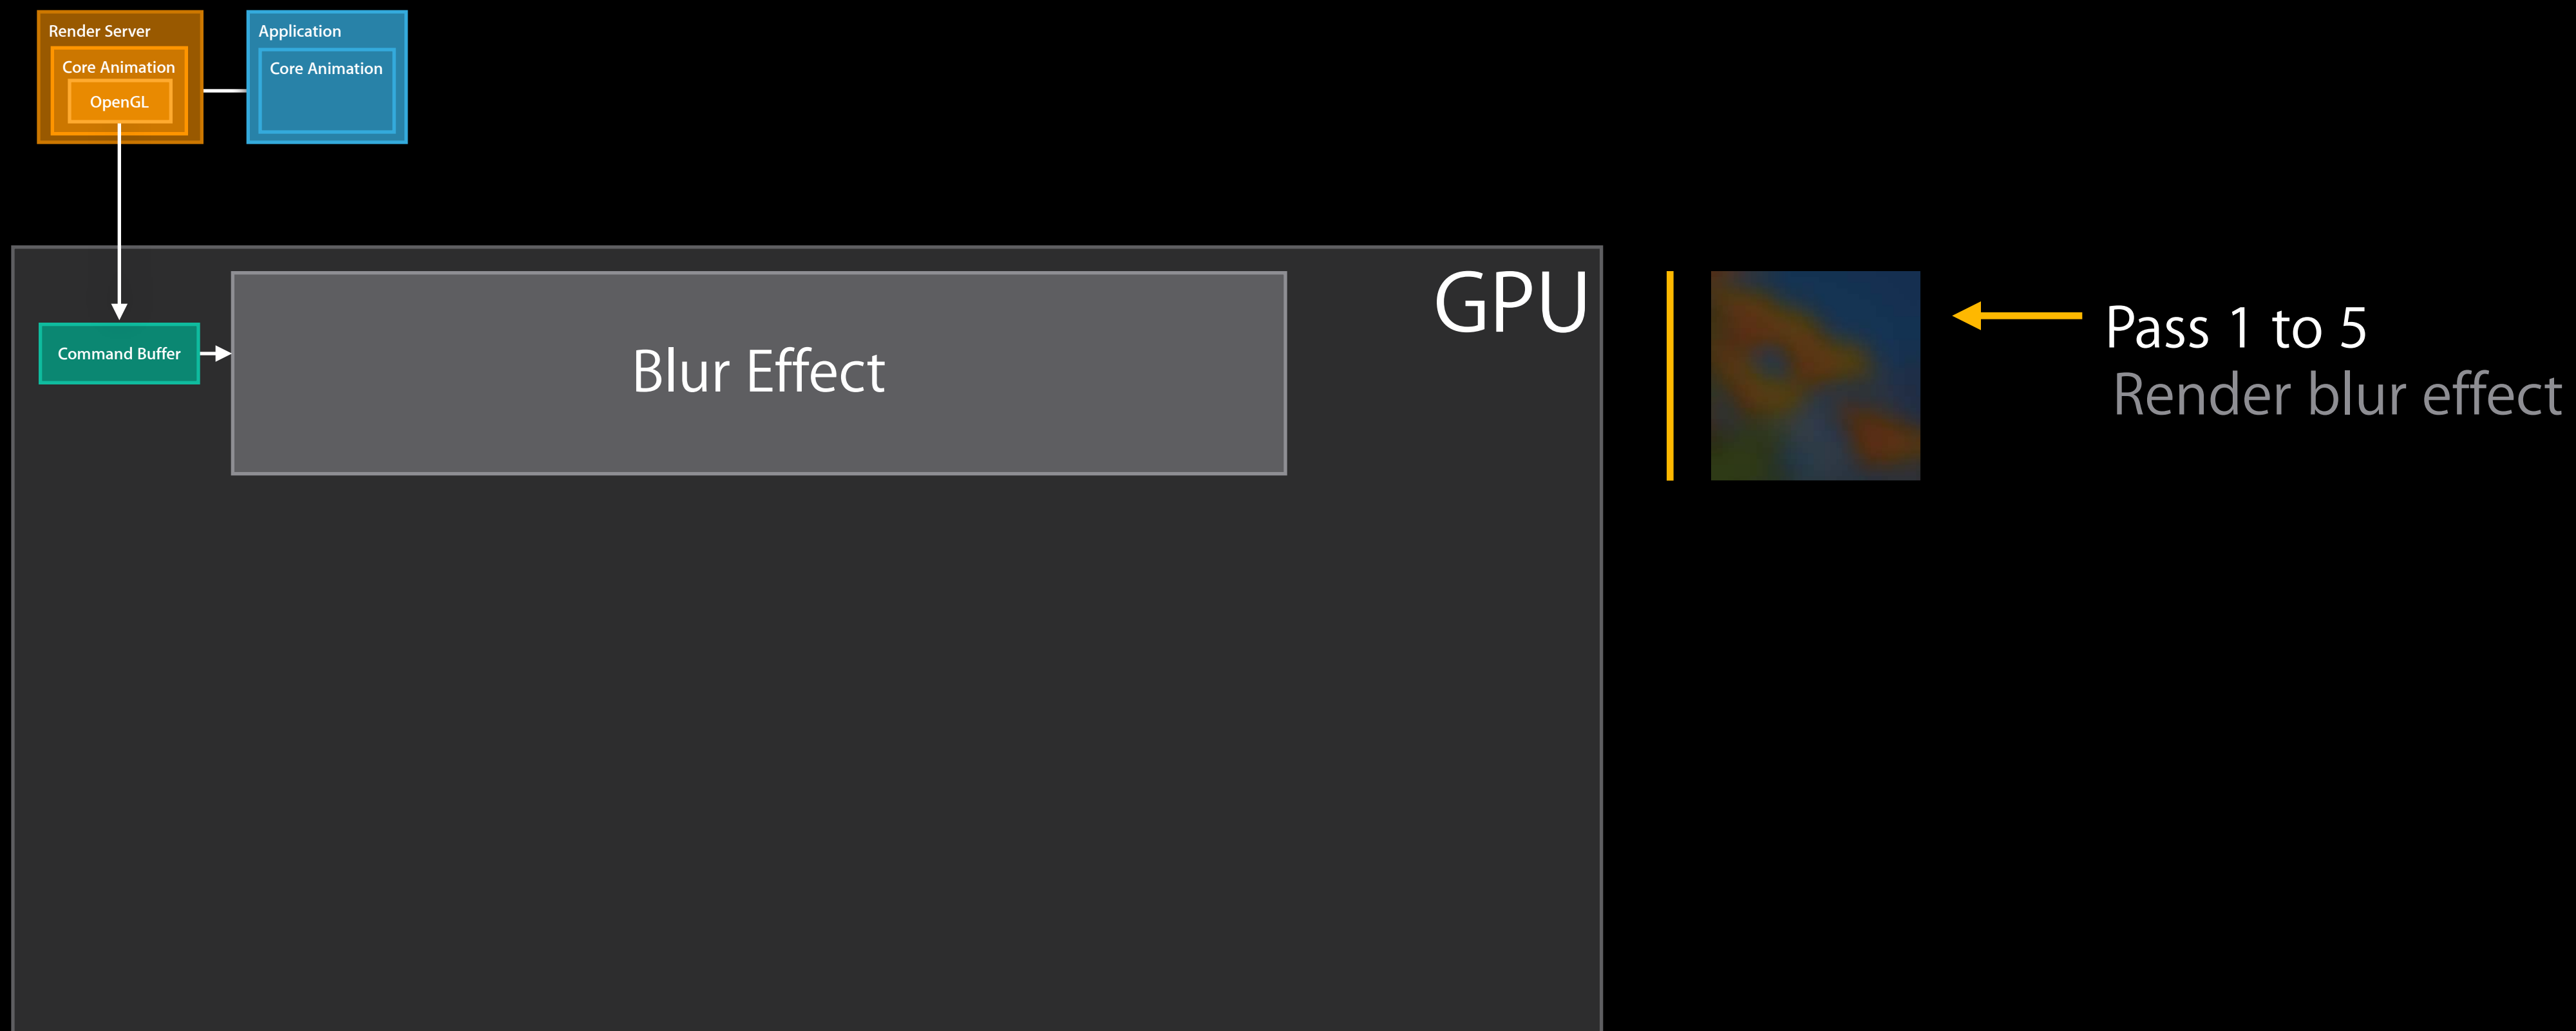 Render Server
Core Animation
OpenGL
Application
Core Animation
Command Buffer
Blur Effect
GPU
Pass 1 to 5
Render blur effect